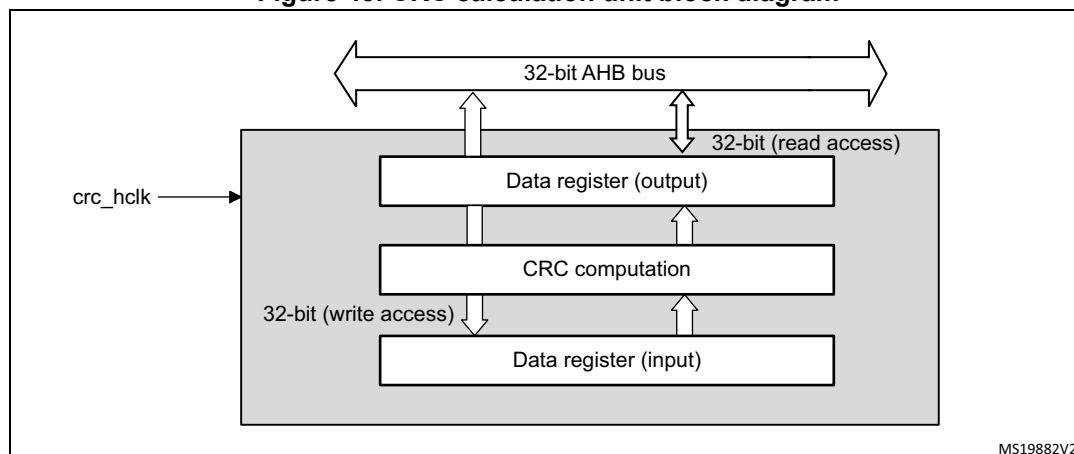 32-bit AHB bus
32-bit (read access)
Data register (output)
crc_hclk
CRC computation
32-bit (write access)
Data register (input)
MS19882V2